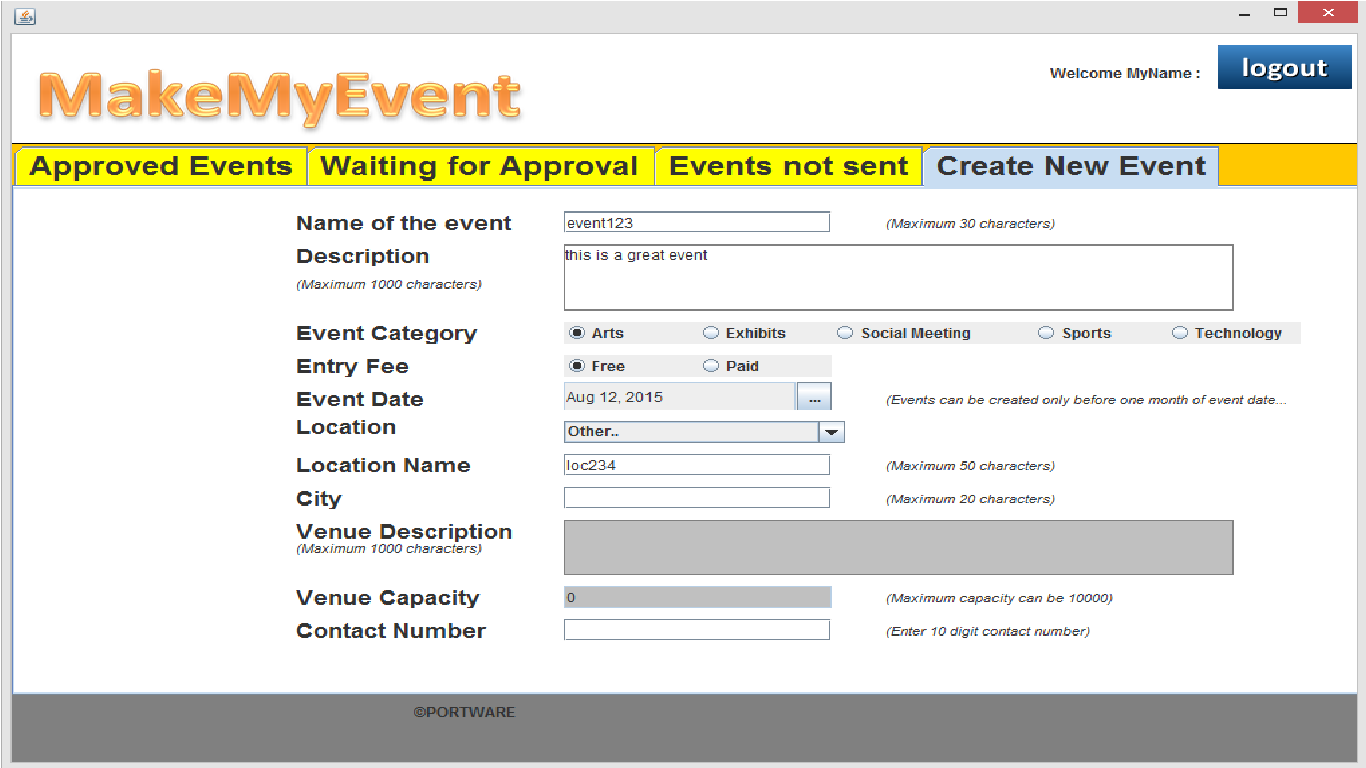 MakeMyEvent
Welcome MyName :
logout
Approved Events
Waiting for Approval
Events not sent
Create New Event
Name of the event
event123
(Maximum 30 characters)
Description
this is a great event
(Maximum 1000 characters)
Event Category
Arts
Exhibits
Social Meeting
Sports
Technology
Entry Fee
Free
Paid
Event Date
Aug 12, 2015
...
(Events can be created only before one month of event date...
Location
Other..
Location Name
loc234
(Maximum 50 characters)
City
(Maximum 20 characters)
Venue Description
(Maximum 1000 characters)
Venue Capacity
0
(Maximum capacity can be 10000)
Contact Number
(Enter 10 digit contact number)
©PORTWARE